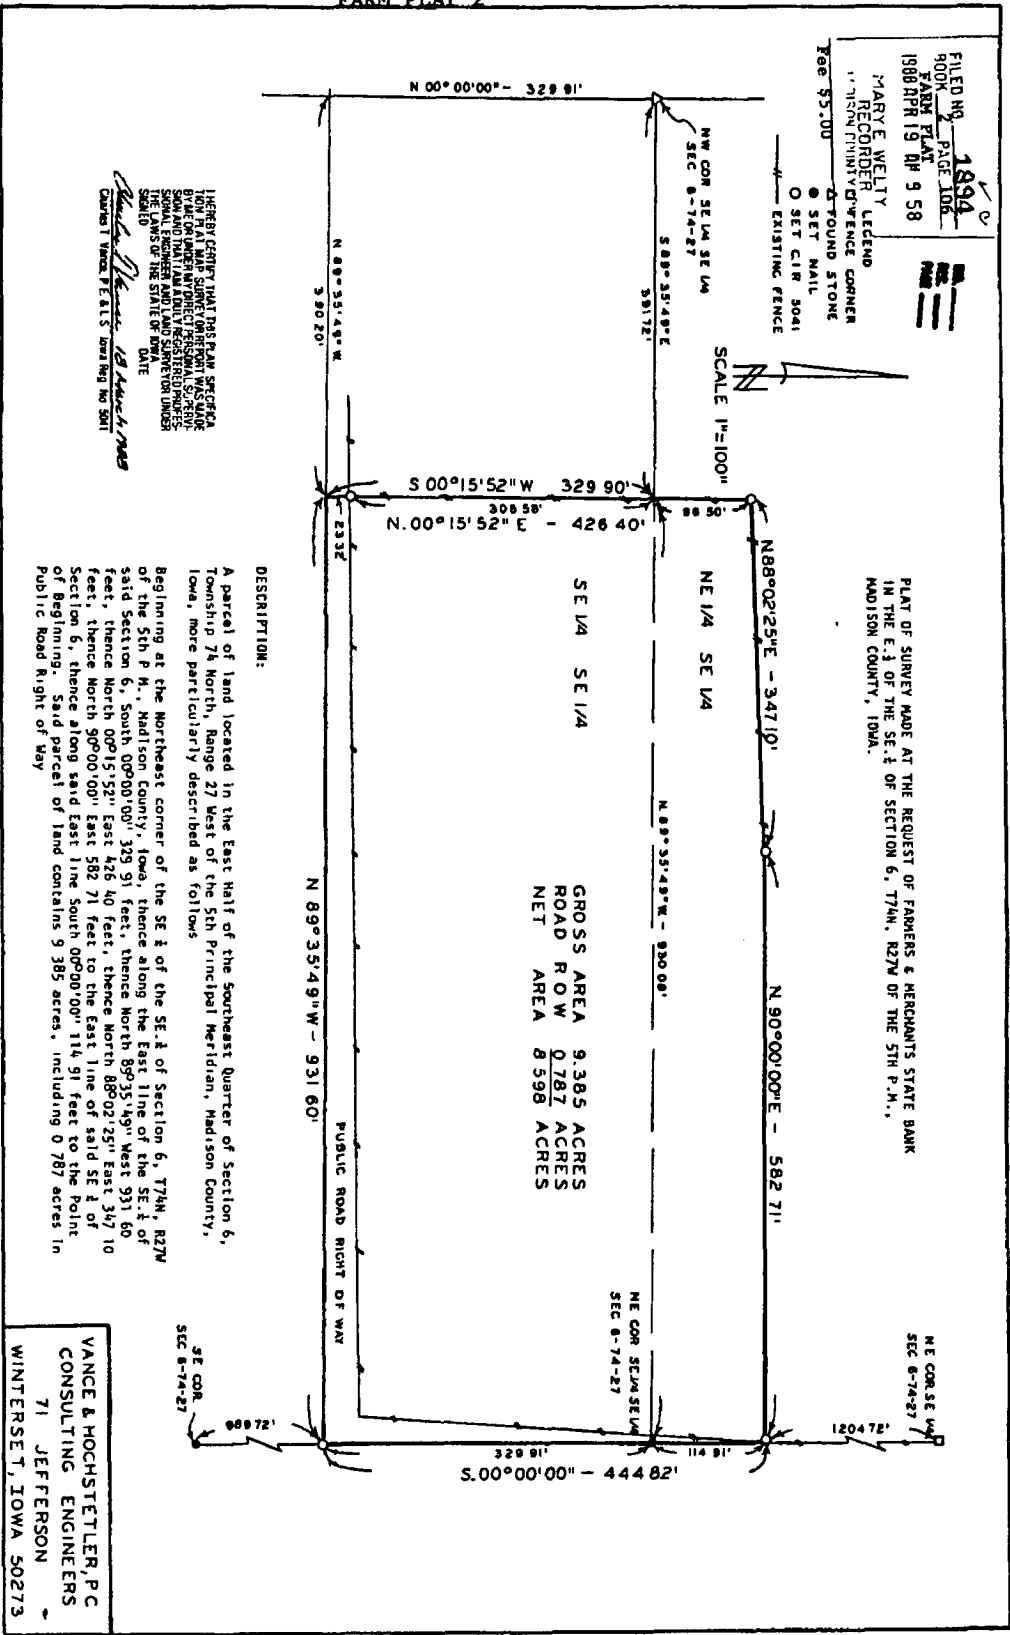 FARM PLAT 2
FILED NO. 1894
BOOK 2 PAGE 106
FARM PLAT
1988 APR 19 AM 9 58
MARY E WELTY
RECORDER
Fee $5.00
LEGEND
FENCE CORNER
△ FOUND STONE
● SET NAIL
○ SET C.I.R 5041
EXISTING FENCE
SCALE 1"=100"
PLAT OF SURVEY MADE AT THE REQUEST OF FARMERS & MERCHANTS STATE BANK
IN THE E.½ OF THE SE.¼ OF SECTION 6, T74N, R27W OF THE 5TH P.M.,
MADISON COUNTY, IOWA.
NE COR SE 1/4
SEC 6-74-27
1204 72'
N88°02'25"E - 347 10'
N 90°00'00"E - 582 71'
96 50'
114 91'
NW COR SE 1/4 SE 1/4
SEC 6-74-27
S 89° 35'49"E
391 72'
NE 1/4 SE 1/4
N 89° 35'49"W - 930 08'
NE COR SE 1/4 SE 1/4
SEC 6-74-27
SE 1/4 SE 1/4
GROSS AREA 9.385 ACRES
ROAD ROW 0 787 ACRES
NET AREA 8 598 ACRES
N 00° 00'00" - 329 91'
S 00°15'52"W 329 90'
306 58'
N. 00°15'52"E - 426 40'
23 32'
329 91'
S. 00°00'00" - 444 82'
N 89° 35'49"W
390 20'
N 89° 35'49"W - 931 60'
PUBLIC ROAD RIGHT OF WAY
989 72'
SE COR
SEC 6-74-27
I HEREBY CERTIFY THAT THIS PLAN SPECIFICA
TION PLAT MAP SURVEY OR REPORT WAS MADE
BY ME OR UNDER MY DIRECT PERSONAL SUPERVI-
SION AND THAT I AM A DULY REGISTERED PROFES-
SIONAL ENGINEER AND LAND SURVEYOR UNDER
THE LAWS OF THE STATE OF IOWA
SIGNED DATE
18 March 1988
Charles T Vance, P E & L S Iowa Reg No 5041
DESCRIPTION:
A parcel of land located in the East Half of the Southeast Quarter of Section 6,
Township 74 North, Range 27 West of the 5th Principal Meridian, Madison County,
Iowa, more particularly described as follows
Beginning at the Northeast corner of the SE ¼ of the SE.¼ of Section 6, T74N, R27W
of the 5th P M., Madison County, Iowa, thence along the East line of the SE.¼ of
said Section 6, South 00°00'00" 329 91 feet, thence North 89°35'49" West 931 60
feet, thence North 00°15'52" East 426 40 feet, thence North 88°02'25" East 347 10
feet, thence North 90°00'00" East 582 71 feet to the East line of said SE ¼ of
Section 6, thence along said East line South 00°00'00" 114 91 feet to the Point
of Beginning. Said parcel of land contains 9 385 acres, including 0 787 acres in
Public Road Right of Way
VANCE & HOCHSTETLER, P C
CONSULTING ENGINEERS
71 JEFFERSON
WINTERSET, IOWA 50273